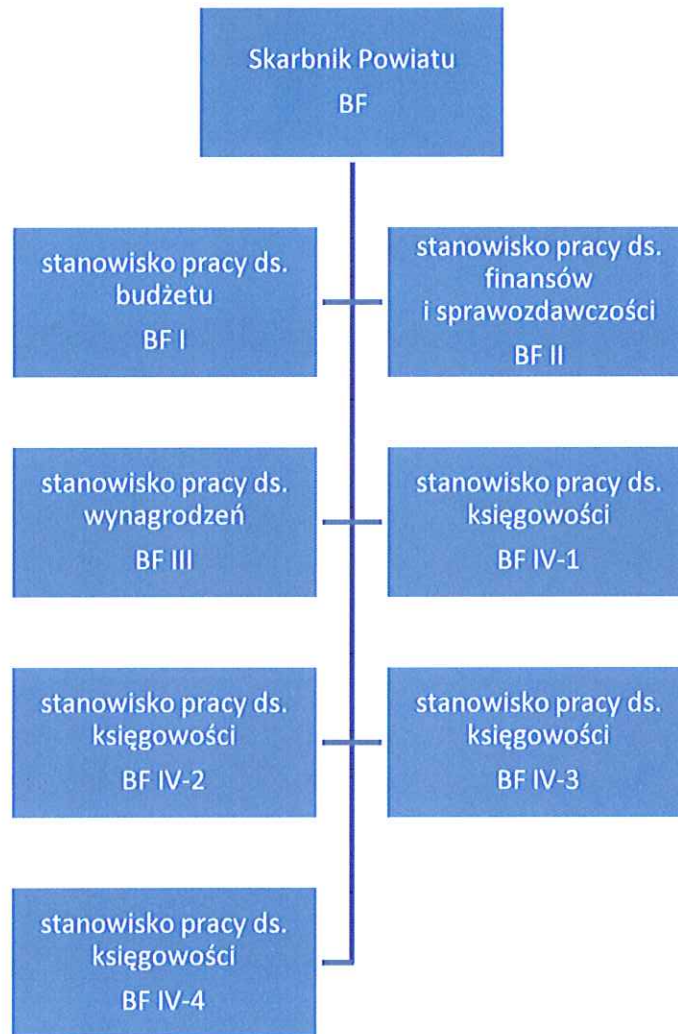 Skarbnik Powiatu
BF
stanowisko pracy ds.
budżetu
BF I
stanowisko pracy ds.
finansów
i sprawozdawczości
BF II
stanowisko pracy ds.
wynagrodzeń
BF III
stanowisko pracy ds.
księgowości
BF IV-1
stanowisko pracy ds.
księgowości
BF IV-2
stanowisko pracy ds.
księgowości
BF IV-3
stanowisko pracy ds.
księgowości
BF IV-4